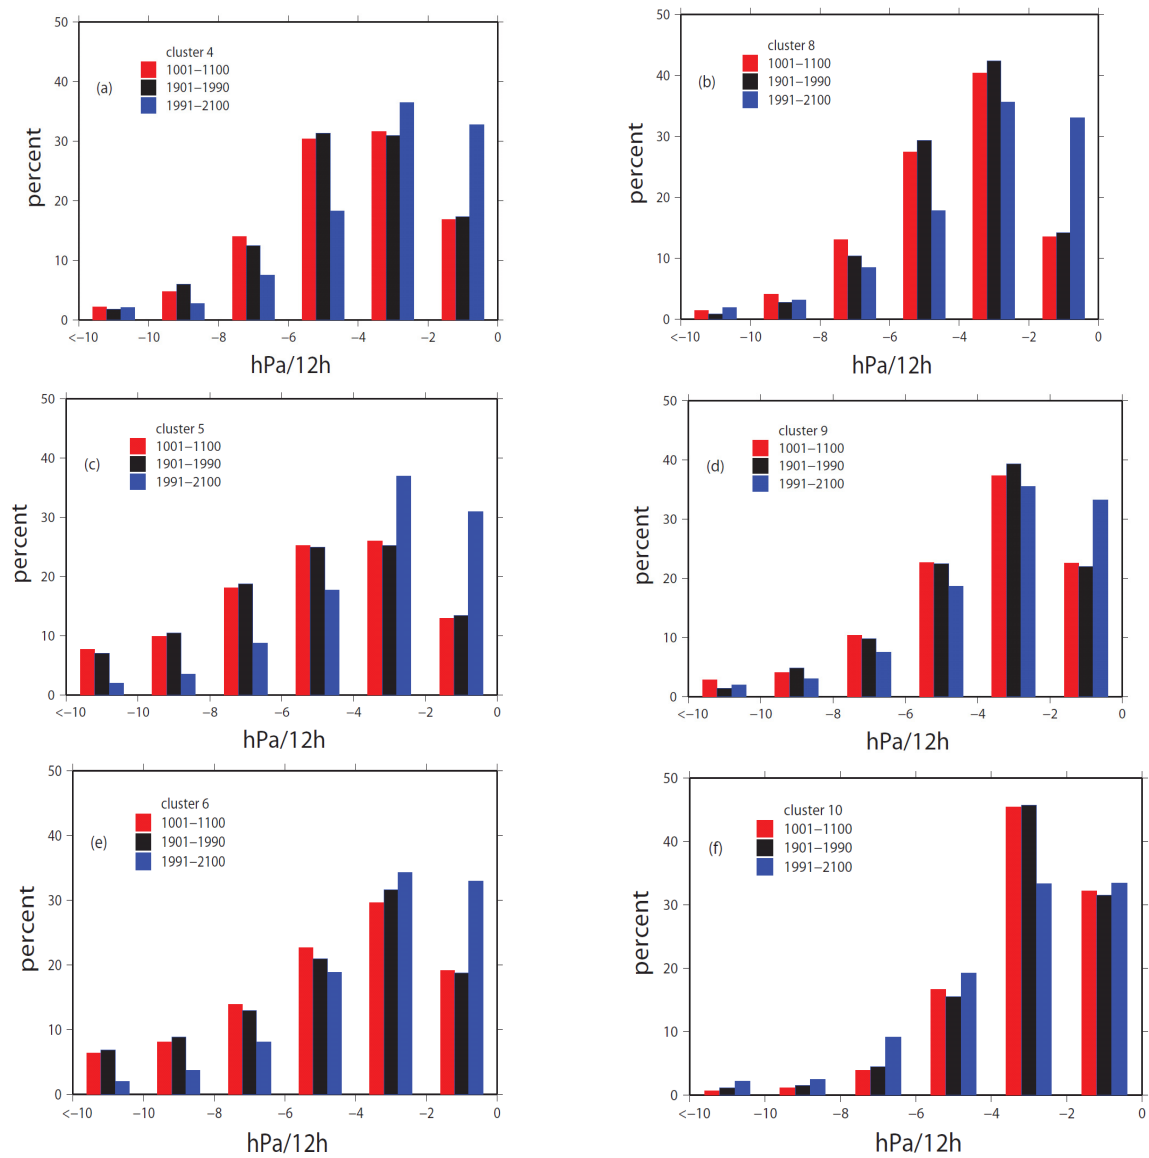 cluster 4
1001–1100
1901–1990
1991–2100
(a)
percent
50
40
30
20
10
0
<–10 –10 –8 –6 –4 –2 0
hPa/12h
cluster 8
1001–1100
1901–1990
1991–2100
(b)
percent
50
40
30
20
10
0
<–10 –10 –8 –6 –4 –2 0
hPa/12h
cluster 5
1001–1100
1901–1990
1991–2100
(c)
percent
50
40
30
20
10
0
<–10 –10 –8 –6 –4 –2 0
hPa/12h
cluster 9
1001–1100
1901–1990
1991–2100
(d)
percent
50
40
30
20
10
0
<–10 –10 –8 –6 –4 –2 0
hPa/12h
cluster 6
1001–1100
1901–1990
1991–2100
(e)
percent
50
40
30
20
10
0
<–10 –10 –8 –6 –4 –2 0
hPa/12h
cluster 10
1001–1100
1901–1990
1991–2100
(f)
percent
50
40
30
20
10
0
<–10 –10 –8 –6 –4 –2 0
hPa/12h